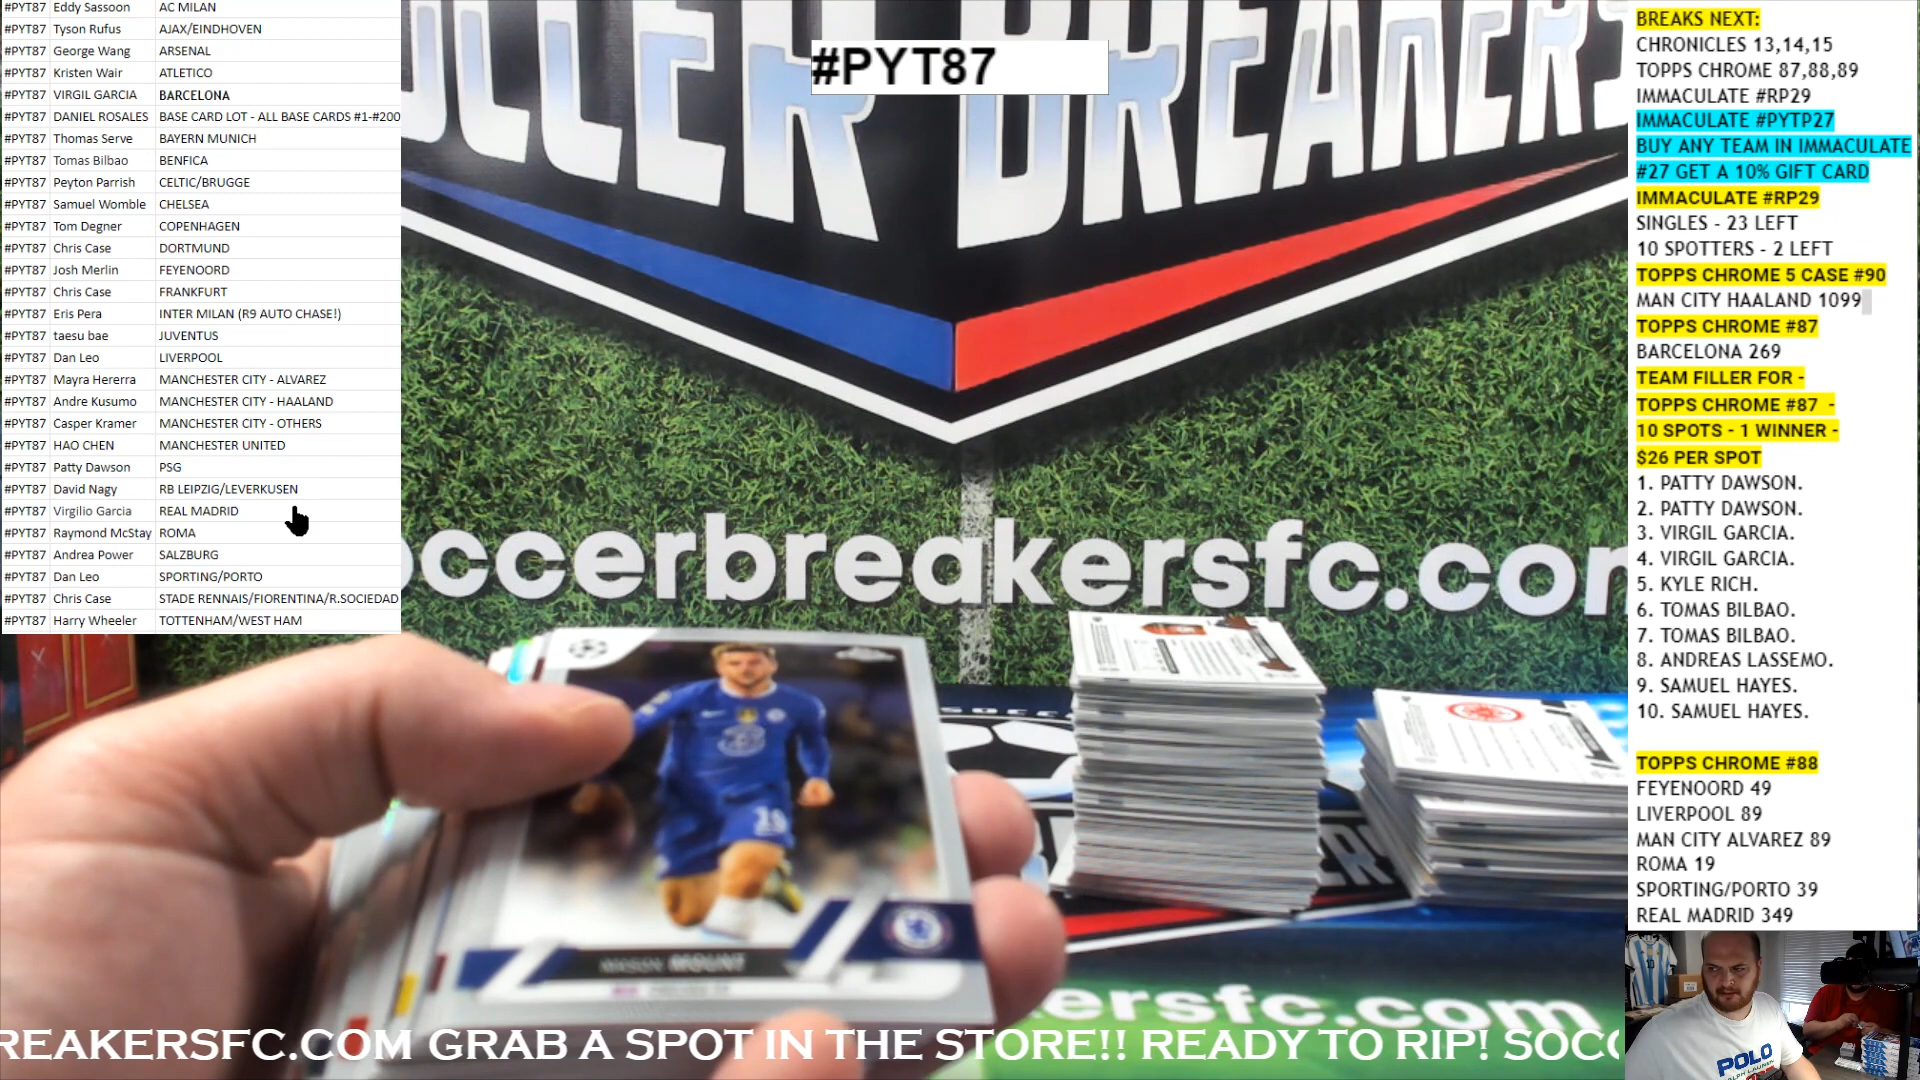 #PYT87 Eddy Sassoon AC MILAN
#PYT87 Tyson Rufus AJAX/EINDHOVEN
#PYT87 George Wang ARSENAL
#PYT87 Kristen Wair ATLETICO
#PYT87 VIRGIL GARCIA BARCELONA
#PYT87 DANIEL ROSALES BASE CARD LOT - ALL BASE CARDS #1-#200
#PYT87 Thomas Serve BAYERN MUNICH
#PYT87 Tomas Bilbao BENFICA
#PYT87 Peyton Parrish CELTIC/BRUGGE
#PYT87 Samuel Womble CHELSEA
#PYT87 Tom Degner COPENHAGEN
#PYT87 Chris Case DORTMUND
#PYT87 Josh Merlin FEYENOORD
#PYT87 Chris Case FRANKFURT
#PYT87 Eris Pera INTER MILAN (R9 AUTO CHASE!)
#PYT87 taesu bae JUVENTUS
#PYT87 Dan Leo LIVERPOOL
#PYT87 Mayra Hererra MANCHESTER CITY - ALVAREZ
#PYT87 Andre Kusumo MANCHESTER CITY - HAALAND
#PYT87 Casper Kramer MANCHESTER CITY - OTHERS
#PYT87 HAO CHEN MANCHESTER UNITED
#PYT87 Patty Dawson PSG
#PYT87 David Nagy RB LEIPZIG/LEVERKUSEN
#PYT87 Virgilio Garcia REAL MADRID
#PYT87 Raymond McStay ROMA
#PYT87 Andrea Power SALZBURG
#PYT87 Dan Leo SPORTING/PORTO
#PYT87 Chris Case STADE RENNAIS/FIORENTINA/R.SOCIEDAD
#PYT87 Harry Wheeler TOTTENHAM/WEST HAM
#PYT87
OCCER BREAKERS
occerbreakersfc.com
MASON MOUNT
ersfc.com
REAKERSFC.COM GRAB A SPOT IN THE STORE!! READY TO RIP! SOCC
BREAKS NEXT:
CHRONICLES 13,14,15
TOPPS CHROME 87,88,89
IMMACULATE #RP29
IMMACULATE #PYTP27
BUY ANY TEAM IN IMMACULATE
#27 GET A 10% GIFT CARD
IMMACULATE #RP29
SINGLES - 23 LEFT
10 SPOTTERS - 2 LEFT
TOPPS CHROME 5 CASE #90
MAN CITY HAALAND 1099
TOPPS CHROME #87
BARCELONA 269
TEAM FILLER FOR -
TOPPS CHROME #87 -
10 SPOTS - 1 WINNER -
$26 PER SPOT
1. PATTY DAWSON.
2. PATTY DAWSON.
3. VIRGIL GARCIA.
4. VIRGIL GARCIA.
5. KYLE RICH.
6. TOMAS BILBAO.
7. TOMAS BILBAO.
8. ANDREAS LASSEMO.
9. SAMUEL HAYES.
10. SAMUEL HAYES.
TOPPS CHROME #88
FEYENOORD 49
LIVERPOOL 89
MAN CITY ALVAREZ 89
ROMA 19
SPORTING/PORTO 39
REAL MADRID 349
POLO